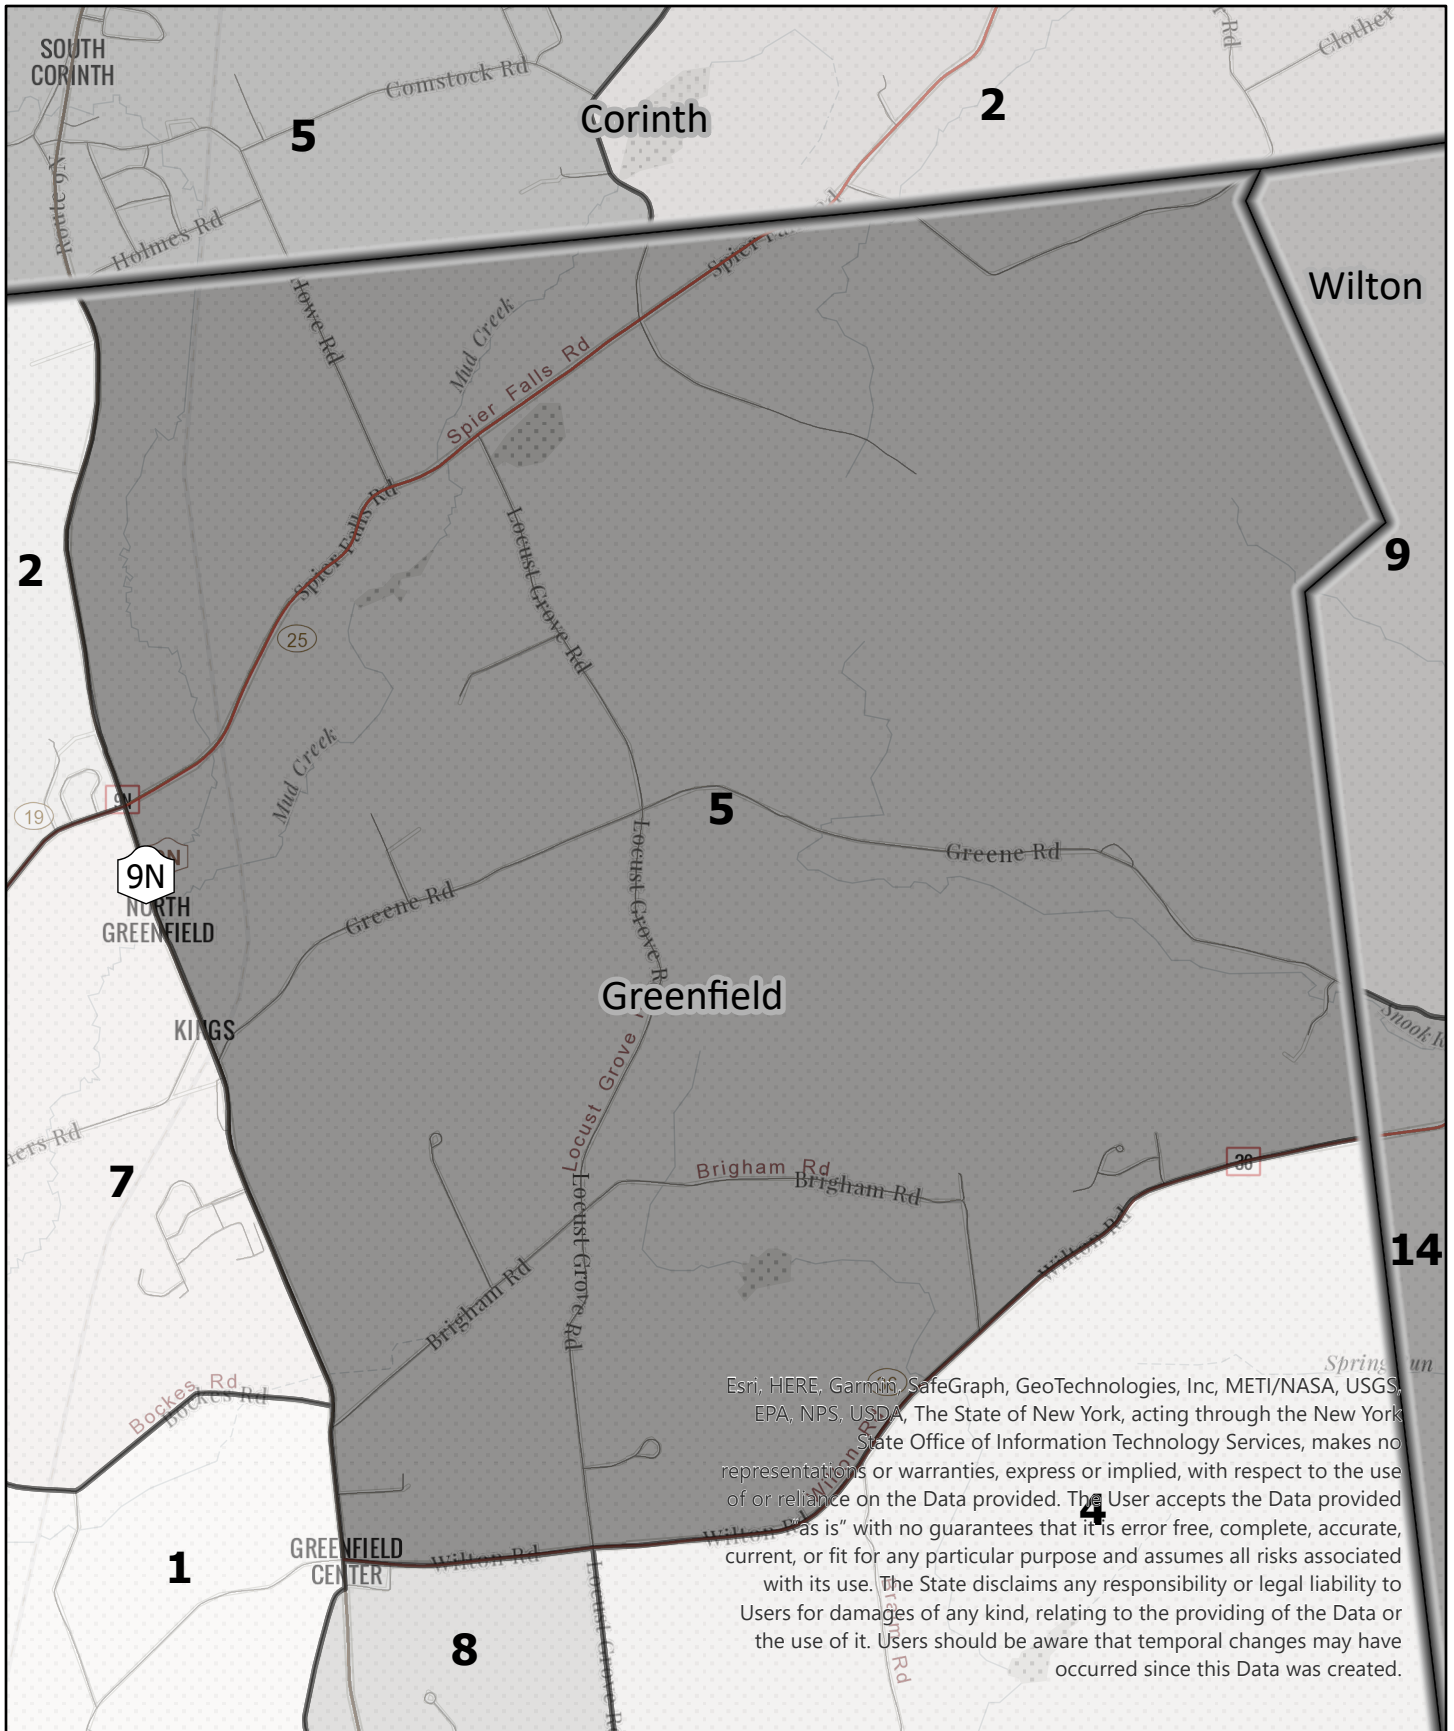 SOUTH
CORINTH
Comstock Rd
Corinth
5
2
Rd
Clother
Route 9N
Holmes Rd
Wilton
Howe Rd
Mud Creek
Spier Falls Rd
Spier Falls Rd
Locust Grove Rd
2
9
25
Mud Creek
9N
19
5
Greene Rd
9N
NORTH
GREENFIELD
Greene Rd
Locust Grove R
Greenfield
KINGS
Snook R
Locust Grove
7
Brigham Rd
Brigham Rd
36
Locust Grove Rd
Wilton Rd
14
Brigham Rd
Spring Run
Bockes Rd
Bockes Rd
Esri, HERE, Garmin, SafeGraph, GeoTechnologies, Inc, METI/NASA, USGS,
EPA, NPS, USDA, The State of New York, acting through the New York
State Office of Information Technology Services, makes no
representations or warranties, express or implied, with respect to the use
of or reliance on the Data provided. The User accepts the Data provided
"as is" with no guarantees that it is error free, complete, accurate,
current, or fit for any particular purpose and assumes all risks associated
with its use. The State disclaims any responsibility or legal liability to
Users for damages of any kind, relating to the providing of the Data or
the use of it. Users should be aware that temporal changes may have
occurred since this Data was created.
Wilton Rd
4
Wilton Rd
GREENFIELD
CENTER
Wilton Rd
1
8
Locust Grove R
Braim Rd